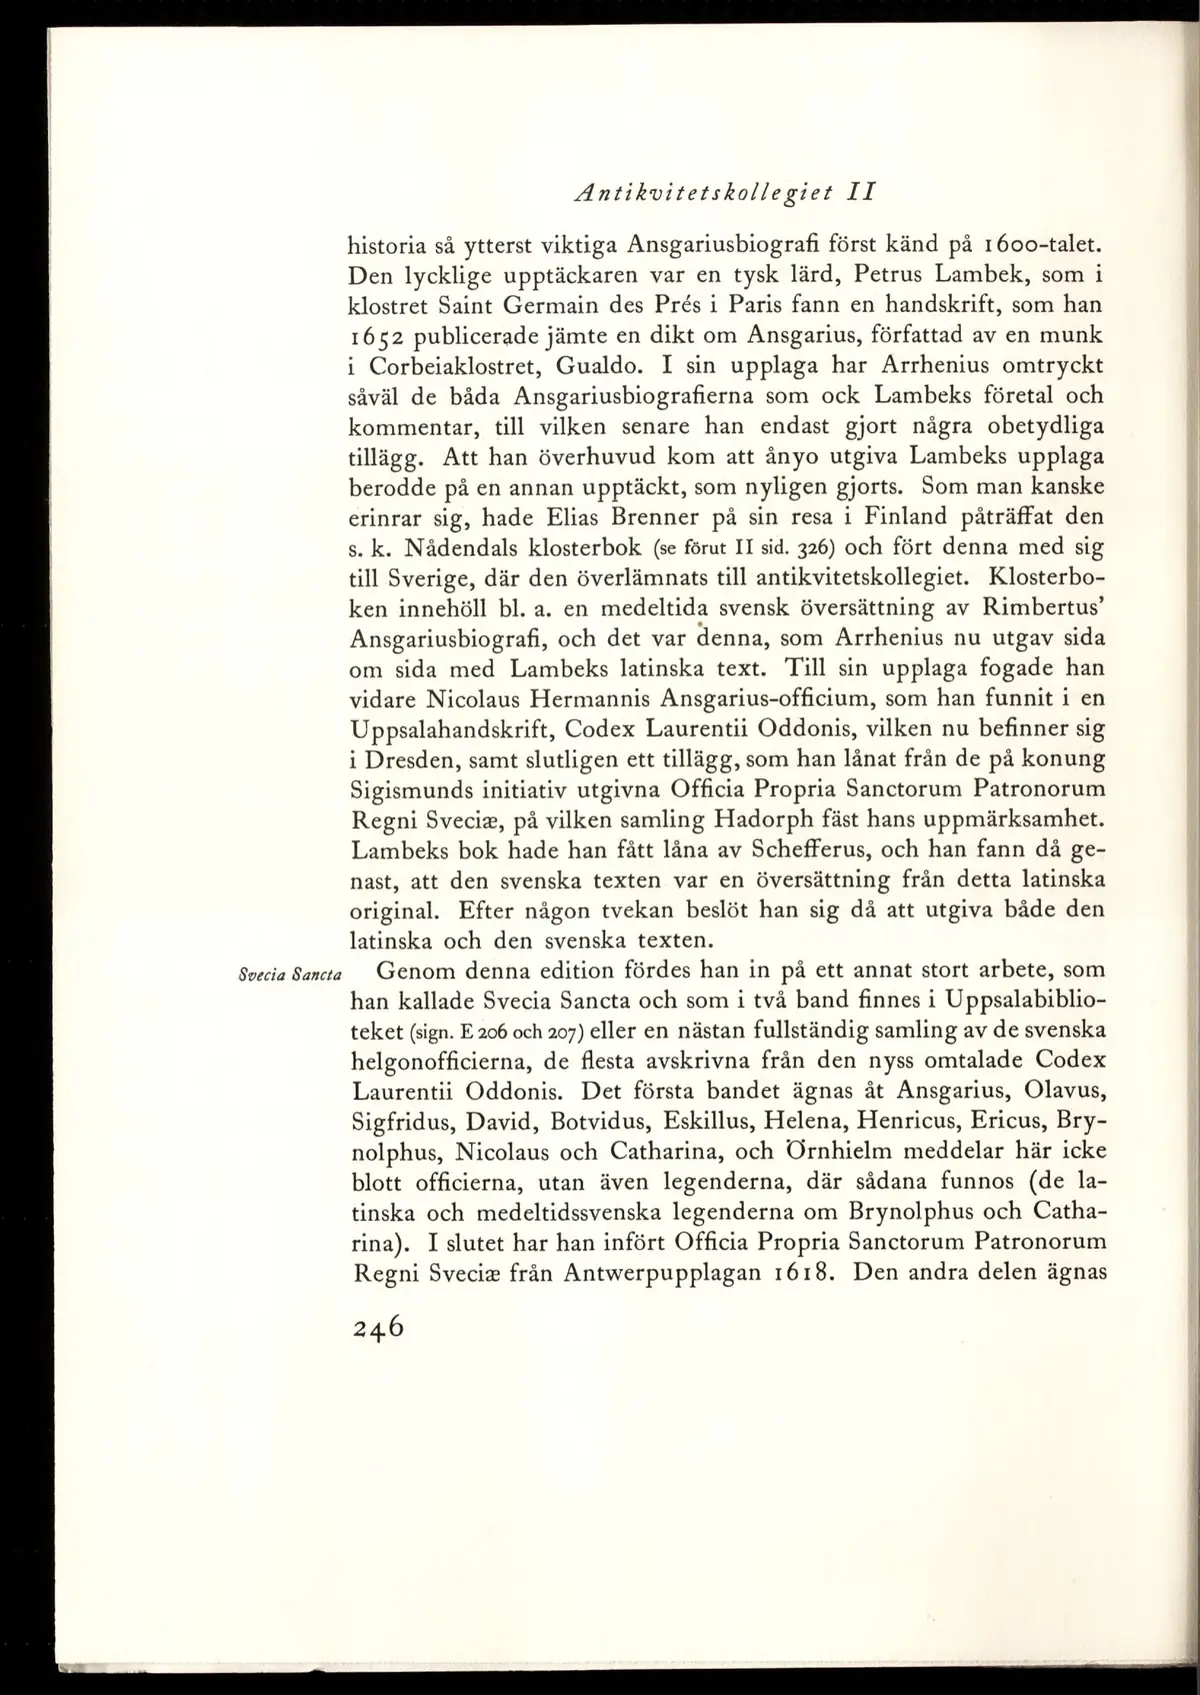 Antikvitetskollegiet II
historia så ytterst viktiga Ansgariusbiografi först känd på 1600-talet.
Den lycklige upptäckaren var en tysk lärd, Petrus Lambek, som i
klostret Saint Germain des Prés i Paris fann en handskrift, som han
1652 publicerade jämte en dikt om Ansgarius, författad av en munk
i Corbeiaklostret, Gualdo. I sin upplaga har Arrhenius omtryckt
såväl de båda Ansgariusbiografierna som ock Lambeks företal och
kommentar, till vilken senare han endast gjort några obetydliga
tillägg. Att han överhuvud kom att ånyo utgiva Lambeks upplaga
berodde på en annan upptäckt, som nyligen gjorts. Som man kanske
erinrar sig, hade Elias Brenner på sin resa i Finland påträffat den
s. k. Nådendals klosterbok (se förut II sid. 326) och fört denna med sig
till Sverige, där den överlämnats till antikvitetskollegiet. Klosterbo-
ken innehöll bl. a. en medeltida svensk översättning av Rimbertus’
Ansgariusbiografi, och det var denna, som Arrhenius nu utgav sida
om sida med Lambeks latinska text. Till sin upplaga fogade han
vidare Nicolaus Hermannis Ansgarius-officium, som han funnit i en
Uppsalahandskrift, Codex Laurentii Oddonis, vilken nu befinner sig
i Dresden, samt slutligen ett tillägg, som han lånat från de på konung
Sigismunds initiativ utgivna Officia Propria Sanctorum Patronorum
Regni Sveciæ, på vilken samling Hadorph fäst hans uppmärksamhet.
Lambeks bok hade han fått låna av Schefferus, och han fann då ge-
nast, att den svenska texten var en översättning från detta latinska
original. Efter någon tvekan beslöt han sig då att utgiva både den
latinska och den svenska texten.
Svecia Sancta Genom denna edition fördes han in på ett annat stort arbete, som
han kallade Svecia Sancta och som i två band finnes i Uppsalabiblio-
teket (sign. E 206 och 207) eller en nästan fullständig samling av de svenska
helgonofficierna, de flesta avskrivna från den nyss omtalade Codex
Laurentii Oddonis. Det första bandet ägnas åt Ansgarius, Olavus,
Sigfridus, David, Botvidus, Eskillus, Helena, Henricus, Ericus, Bry-
nolphus, Nicolaus och Catharina, och Örnhielm meddelar här icke
blott officierna, utan även legenderna, där sådana funnos (de la-
tinska och medeltidssvenska legenderna om Brynolphus och Catha-
rina). I slutet har han infört Officia Propria Sanctorum Patronorum
Regni Sveciæ från Antwerpupplagan 1618. Den andra delen ägnas
246